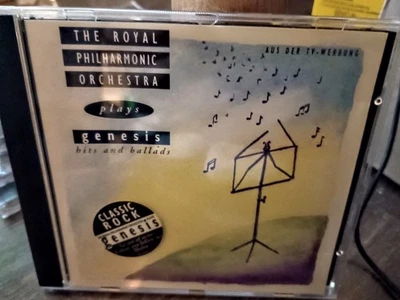 THE ROYAL
PHILHARMONIC
ORCHESTRA
plays
genesis
hits and ballads
AUS DER TV-WERBUNG
CLASSIC
ROCK
genesis